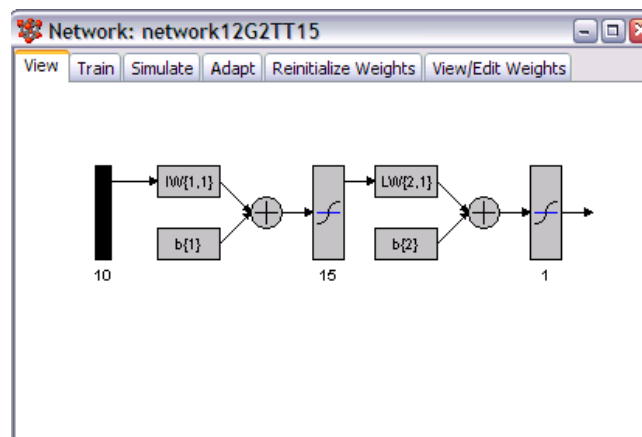 Network: network12G2TT15
View Train Simulate Adapt Reinitialize Weights View/Edit Weights
IW{1,1} LW{2,1}
b{1} b{2}
10 15 1